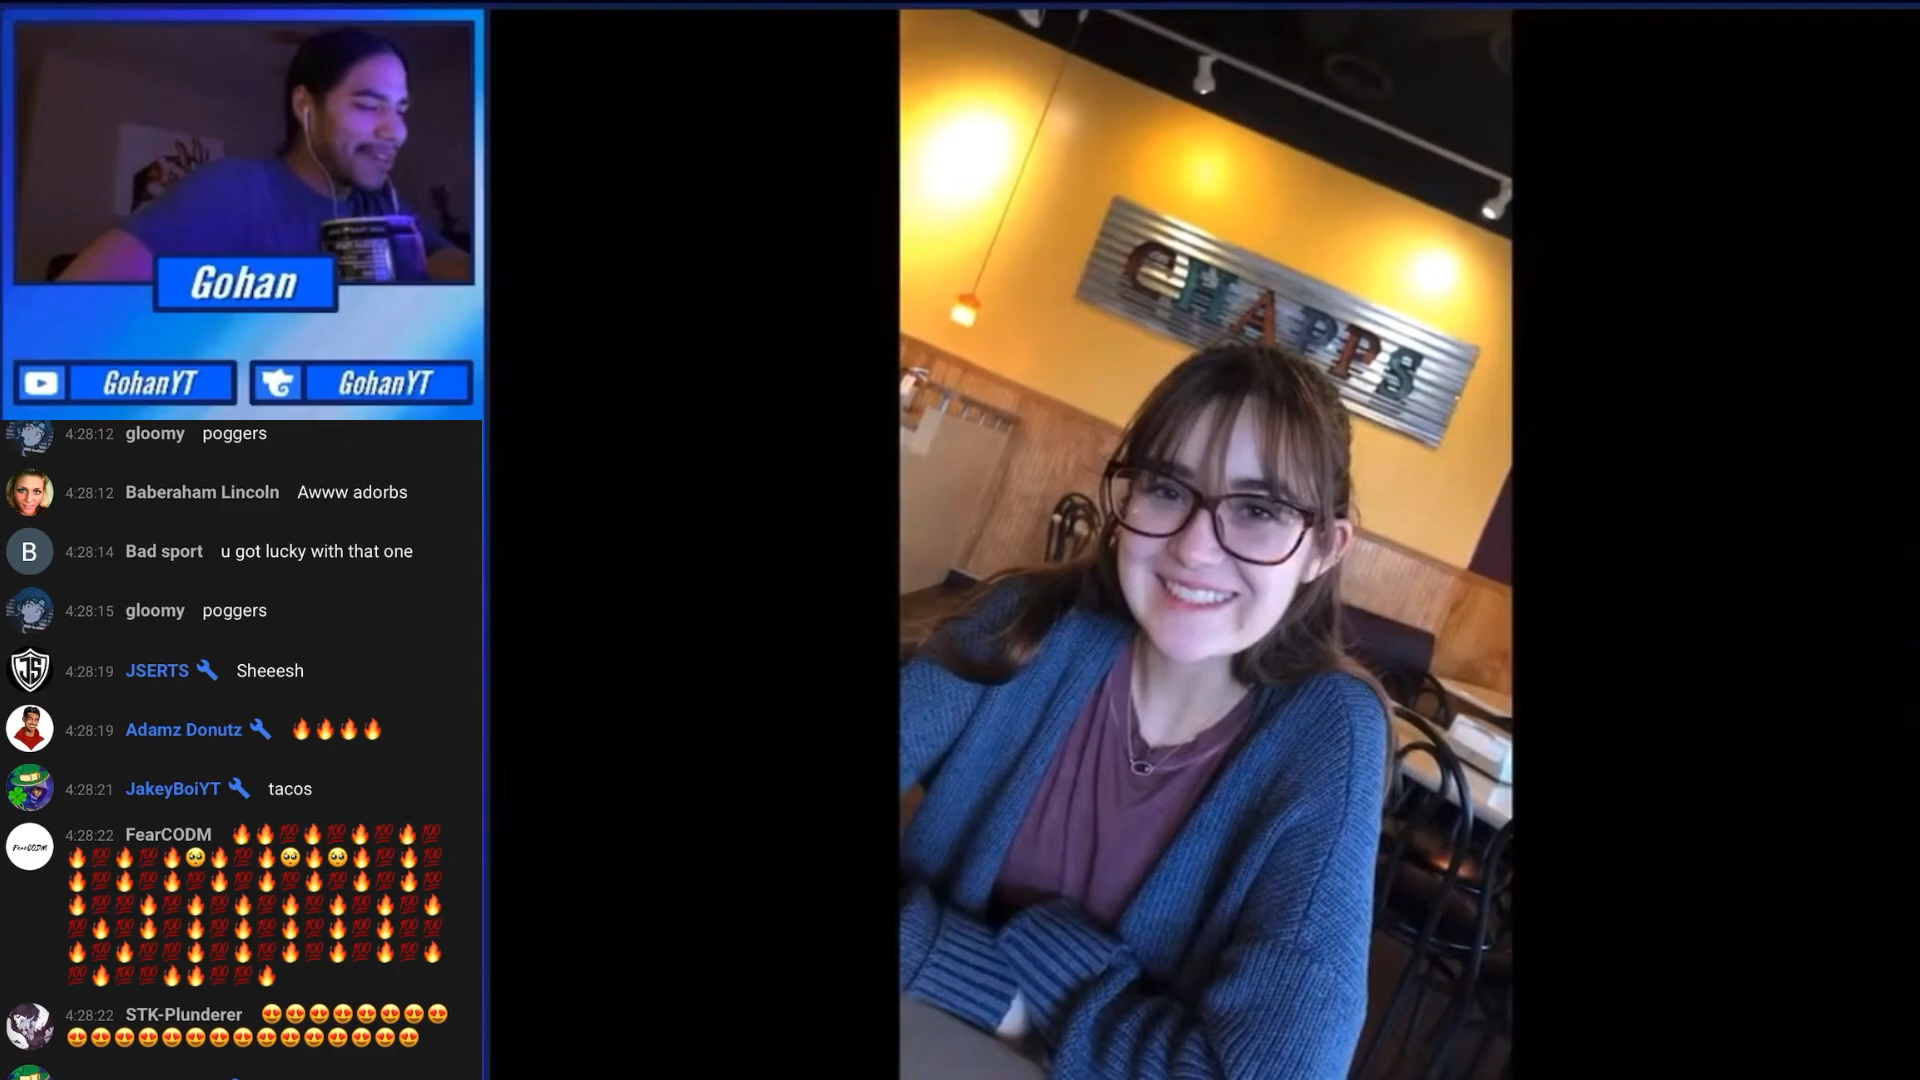 Gohan
GohanYT
GohanYT
4:28:12 gloomy poggers
4:28:12 Baberaham Lincoln Awww adorbs
B
4:28:14 Bad sport u got lucky with that one
4:28:15 gloomy poggers
JS
4:28:19 JSERTS 🔧 Sheeesh
4:28:19 Adamz Donutz 🔧 🔥🔥🔥🔥
4:28:21 JakeyBoiYT 🔧 tacos
FearCODM
4:28:22 FearCODM 🔥🔥💯🔥💯🔥💯🔥💯
🔥💯🔥💯🔥🥺🔥💯🔥🥺🔥🥺🔥💯🔥💯
🔥💯🔥💯🔥💯🔥💯🔥💯🔥💯🔥💯🔥💯
🔥💯💯🔥💯🔥💯🔥💯🔥💯🔥💯🔥💯🔥
💯🔥💯🔥💯🔥💯🔥💯🔥💯🔥💯🔥💯💯
🔥💯🔥💯💯🔥💯🔥💯🔥💯🔥💯🔥💯🔥
💯🔥💯💯🔥🔥💯💯🔥
4:28:22 STK-Plunderer 😍😍😍😍😍😍😍😍
😍😍😍😍😍😍😍😍😍😍😍😍😍😍😍
CHAPPS